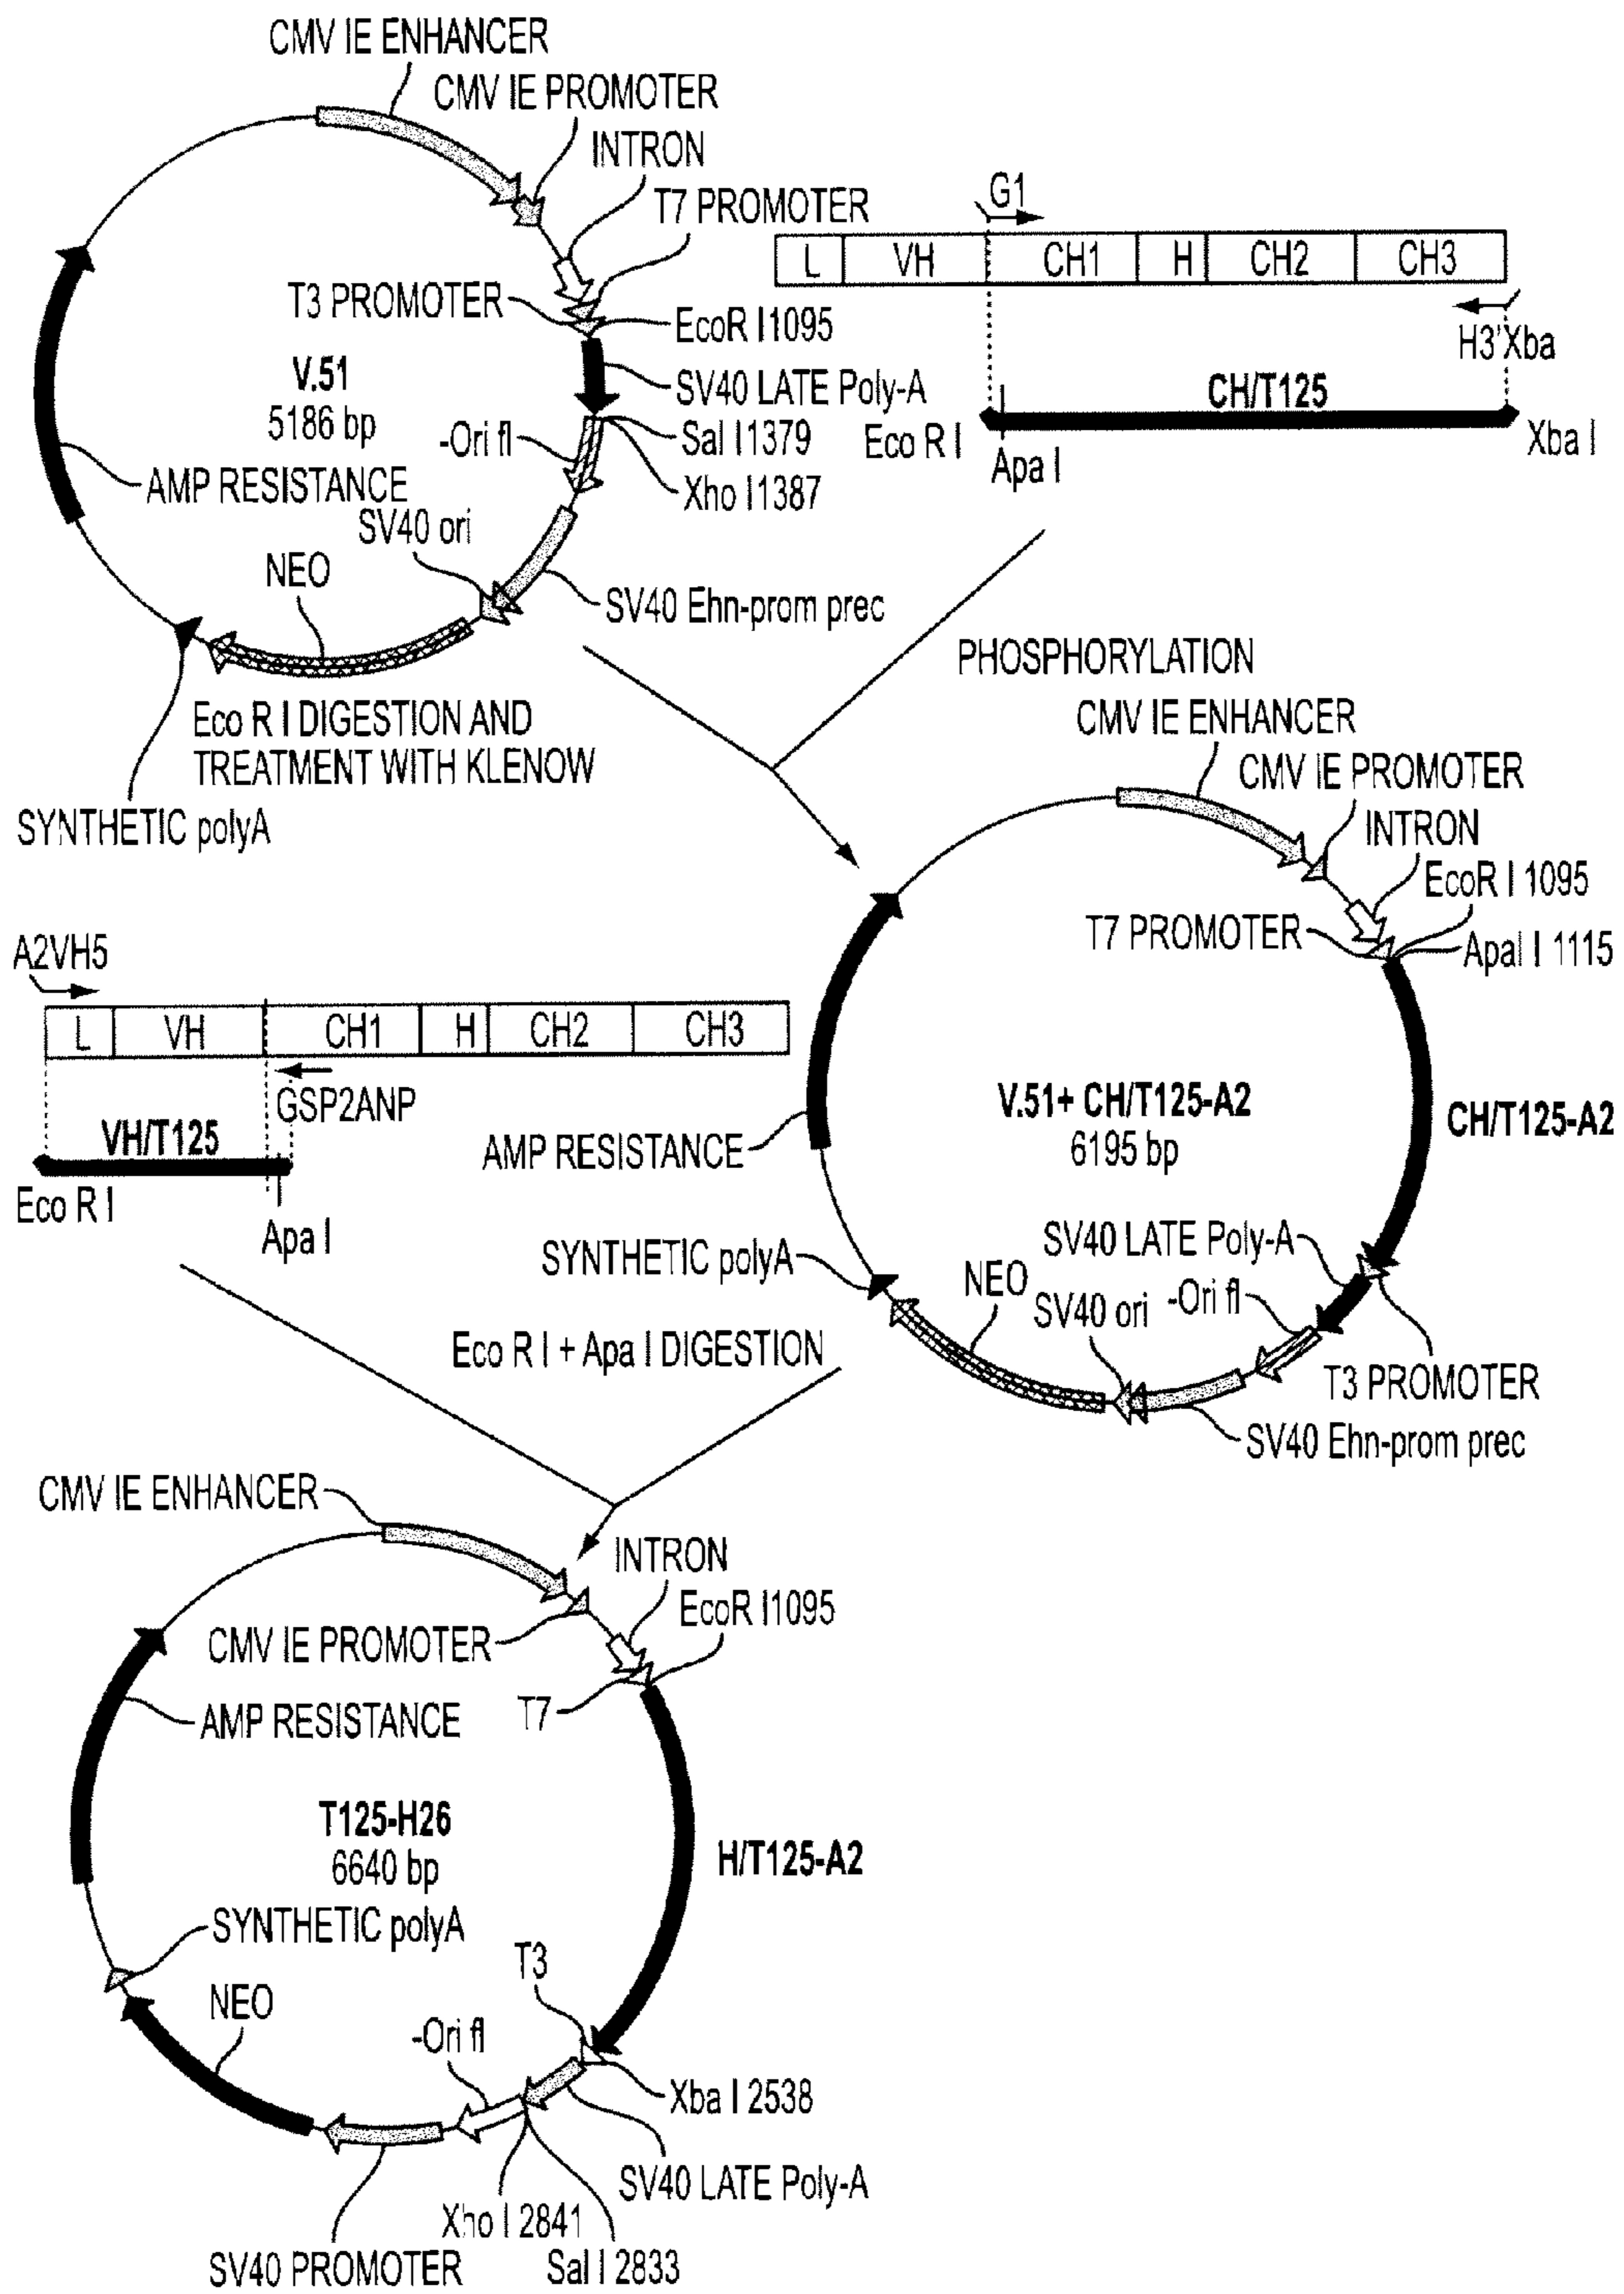 CMV IE ENHANCER
CMV IE PROMOTER
INTRON
T7 PROMOTER
T3 PROMOTER
EcoR I1095
V.51
5186 bp
SV40 LATE Poly-A
-Ori fl
Sal I1379
Xho I1387
AMP RESISTANCE
SV40 ori
NEO
SV40 Ehn-prom prec
Eco R I DIGESTION AND
TREATMENT WITH KLENOW
SYNTHETIC polyA
G1
L VH CH1 H CH2 CH3
H3'Xba
CH/T125
Eco R I
Apa I
Xba I
PHOSPHORYLATION
CMV IE ENHANCER
CMV IE PROMOTER
INTRON
EcoR I 1095
T7 PROMOTER
Apal I 1115
V.51+ CH/T125-A2
6195 bp
CH/T125-A2
AMP RESISTANCE
SV40 LATE Poly-A
SYNTHETIC polyA
NEO
SV40 ori
-Ori fl
T3 PROMOTER
SV40 Ehn-prom prec
A2VH5
L VH CH1 H CH2 CH3
GSP2ANP
VH/T125
Eco R I
Apa I
Eco R I + Apa I DIGESTION
CMV IE ENHANCER
INTRON
EcoR I1095
CMV IE PROMOTER
T7
AMP RESISTANCE
T125-H26
6640 bp
H/T125-A2
SYNTHETIC polyA
T3
NEO
-Ori fl
Xba I 2538
SV40 LATE Poly-A
Xho I 2841
SV40 PROMOTER
Sal I 2833